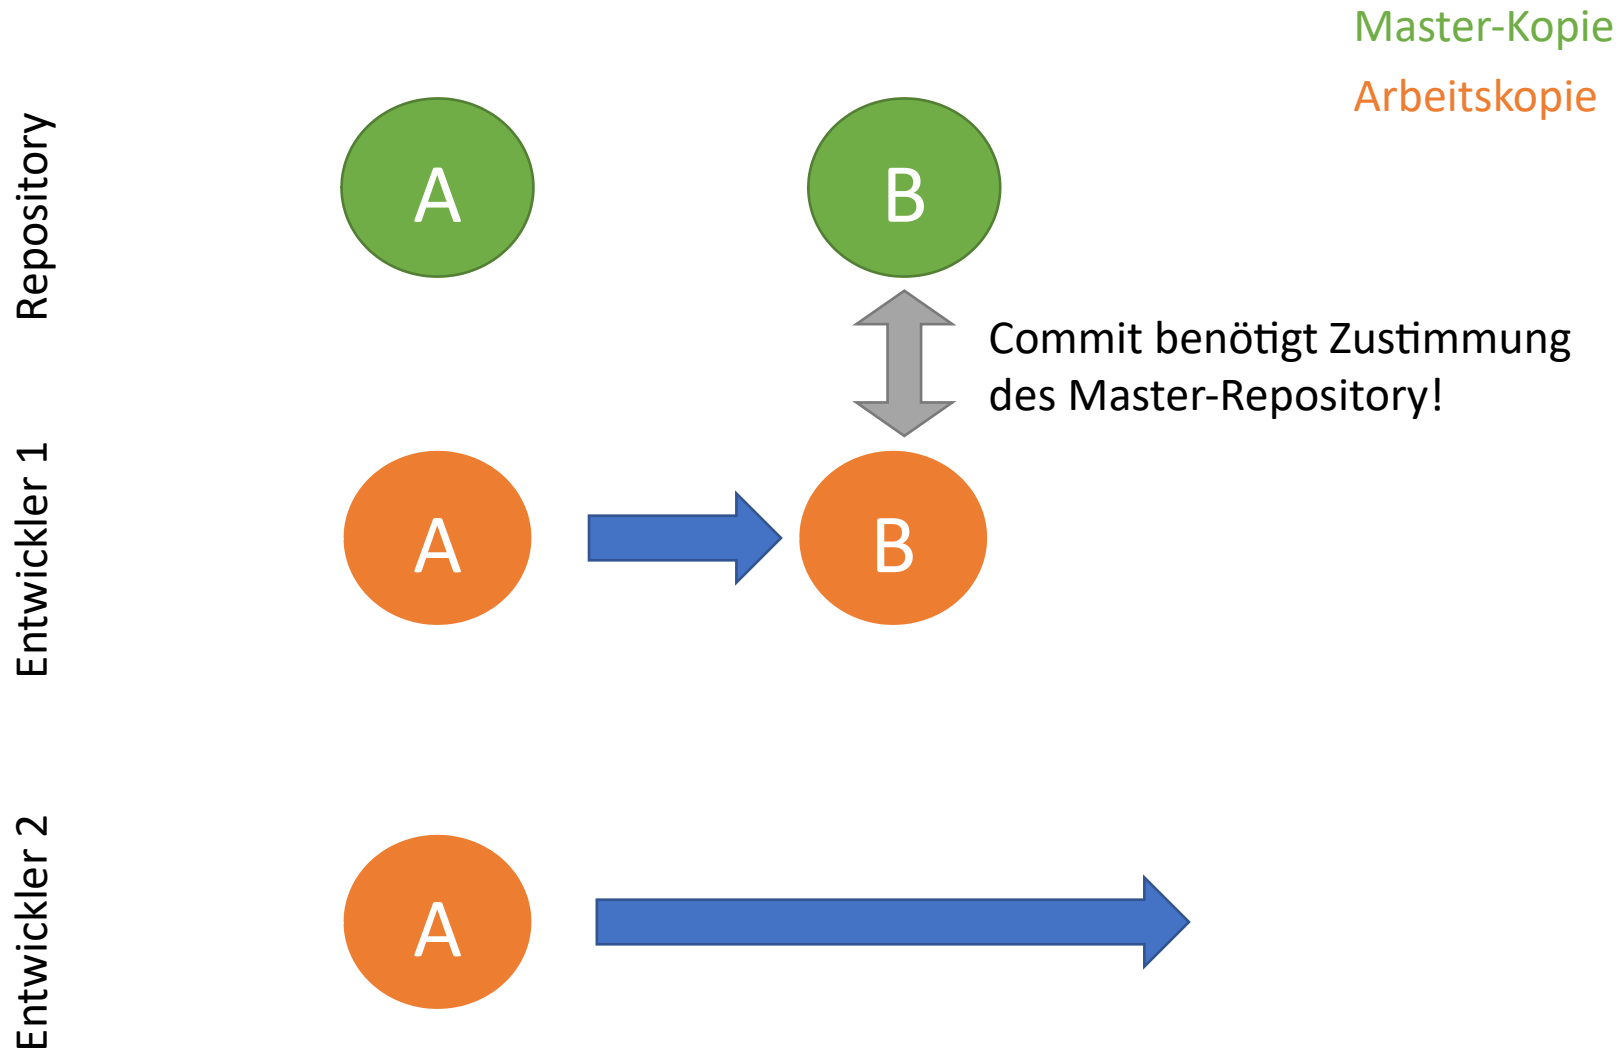 Master-Kopie
Arbeitskopie
Repository
A
B
Commit benötigt Zustimmung
des Master-Repository!
Entwickler 1
A
B
Entwickler 2
A